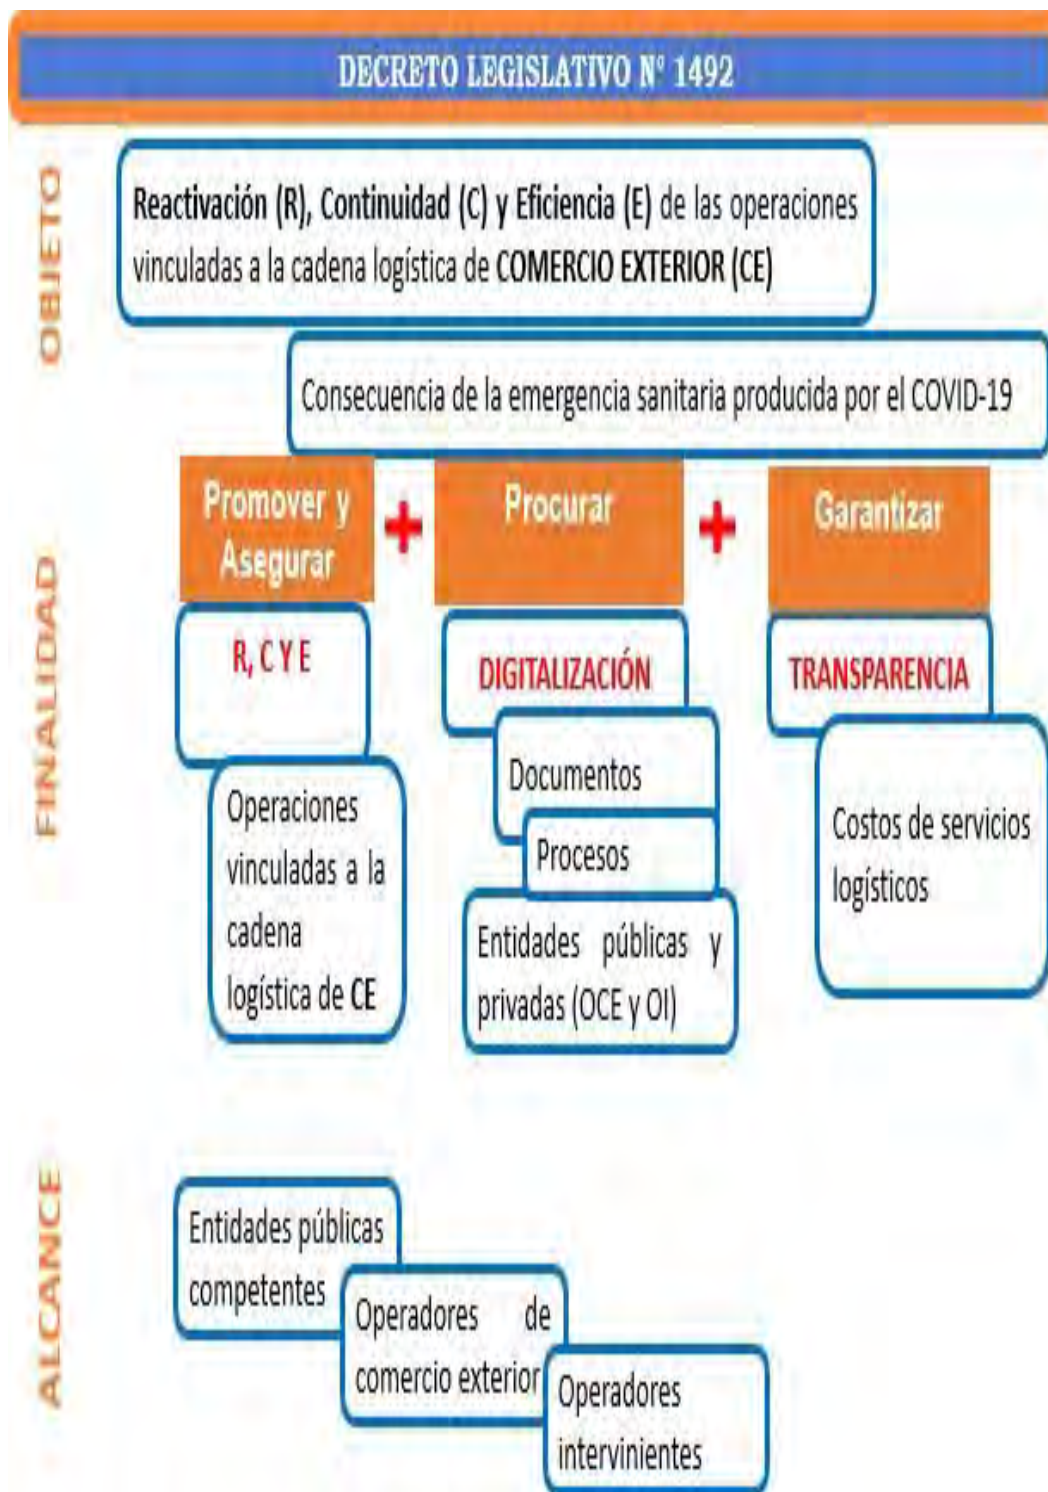 DECRETO LEGISLATIVO N° 1492
OBJETO
Reactivación (R), Continuidad (C) y Eficiencia (E) de las operaciones
vinculadas a la cadena logística de COMERCIO EXTERIOR (CE)
Consecuencia de la emergencia sanitaria producida por el COVID-19
FINALIDAD
Promover y
Asegurar
R, C Y E
Operaciones
vinculadas a la
cadena
logística de CE
+
Procurar
DIGITALIZACIÓN
Documentos
Procesos
Entidades públicas y
privadas (OCE y OI)
+
Garantizar
TRANSPARENCIA
Costos de servicios
logísticos
ALCANCE
Entidades públicas
competentes
Operadores de
comercio exterior
Operadores
intervinientes